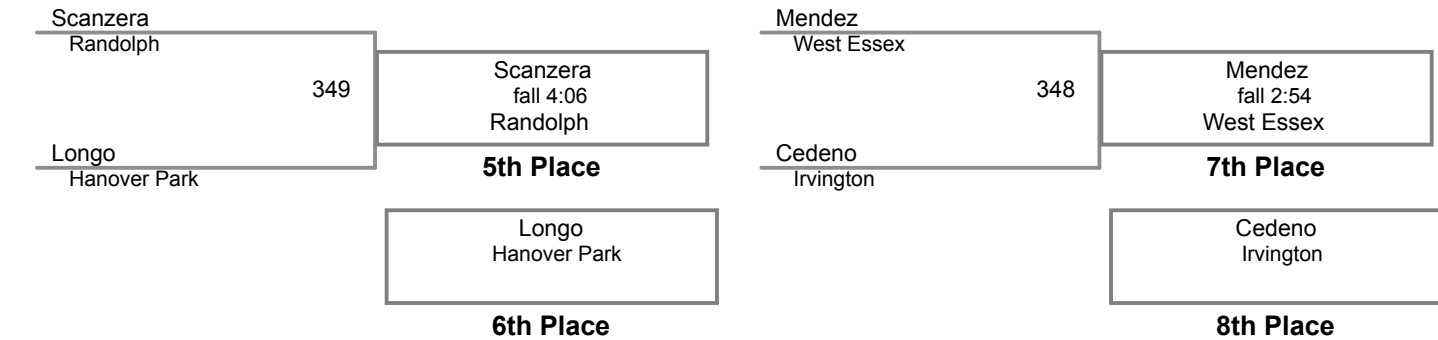 Scanzera
Randolph
349
Scanzera
fall 4:06
Randolph
5th Place
Longo
Hanover Park
Longo
Hanover Park
6th Place
Mendez
West Essex
348
Mendez
fall 2:54
West Essex
7th Place
Cedeno
Irvington
Cedeno
Irvington
8th Place